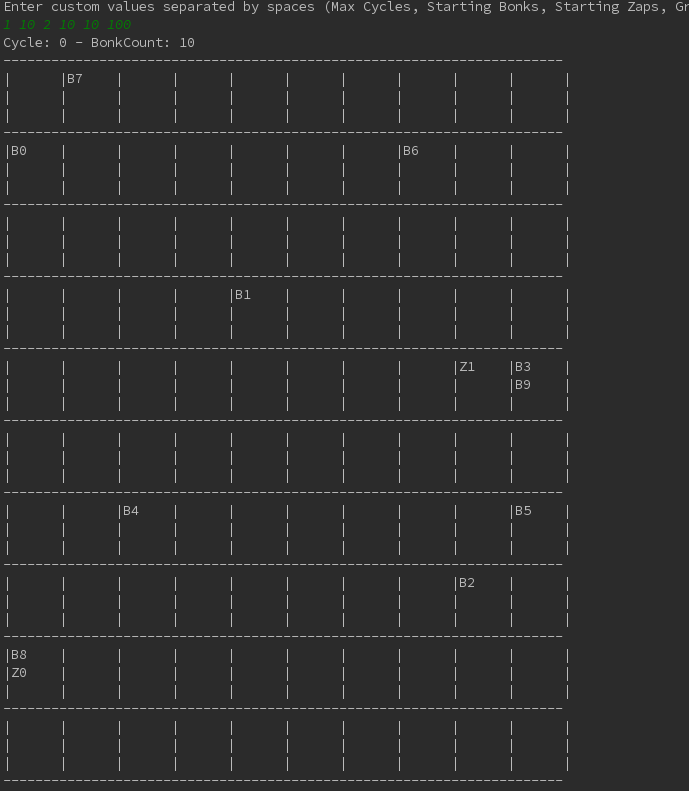 Enter custom values separated by spaces (Max Cycles, Starting Bonks, Starting Zaps, Gr
1 10 2 10 10 100
Cycle: 0 - BonkCount: 10
----------------------------------------------------------------------
|      |B7    |      |      |      |      |      |      |      |      |
|      |      |      |      |      |      |      |      |      |      |
|      |      |      |      |      |      |      |      |      |      |
----------------------------------------------------------------------
|B0    |      |      |      |      |      |      |B6    |      |      |
|      |      |      |      |      |      |      |      |      |      |
|      |      |      |      |      |      |      |      |      |      |
----------------------------------------------------------------------
|      |      |      |      |      |      |      |      |      |      |
|      |      |      |      |      |      |      |      |      |      |
|      |      |      |      |      |      |      |      |      |      |
----------------------------------------------------------------------
|      |      |      |      |B1    |      |      |      |      |      |
|      |      |      |      |      |      |      |      |      |      |
|      |      |      |      |      |      |      |      |      |      |
----------------------------------------------------------------------
|      |      |      |      |      |      |      |      |Z1    |B3    |
|      |      |      |      |      |      |      |      |      |B9    |
|      |      |      |      |      |      |      |      |      |      |
----------------------------------------------------------------------
|      |      |      |      |      |      |      |      |      |      |
|      |      |      |      |      |      |      |      |      |      |
|      |      |      |      |      |      |      |      |      |      |
----------------------------------------------------------------------
|      |      |B4    |      |      |      |      |      |      |B5    |
|      |      |      |      |      |      |      |      |      |      |
|      |      |      |      |      |      |      |      |      |      |
----------------------------------------------------------------------
|      |      |      |      |      |      |      |      |B2    |      |
|      |      |      |      |      |      |      |      |      |      |
|      |      |      |      |      |      |      |      |      |      |
----------------------------------------------------------------------
|B8    |      |      |      |      |      |      |      |      |      |
|Z0    |      |      |      |      |      |      |      |      |      |
|      |      |      |      |      |      |      |      |      |      |
----------------------------------------------------------------------
|      |      |      |      |      |      |      |      |      |      |
|      |      |      |      |      |      |      |      |      |      |
|      |      |      |      |      |      |      |      |      |      |
----------------------------------------------------------------------